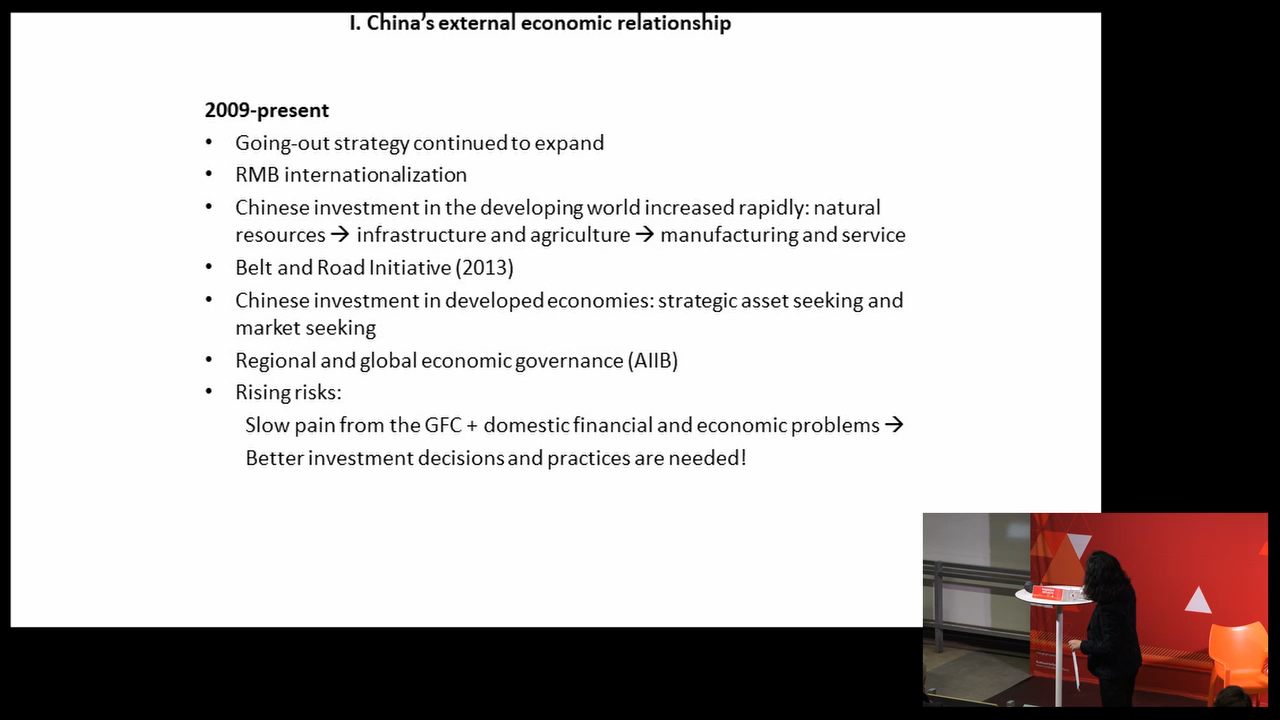 I. China's external economic relationship
2009-present
• Going-out strategy continued to expand
• RMB internationalization
• Chinese investment in the developing world increased rapidly: natural
resources → infrastructure and agriculture → manufacturing and service
• Belt and Road Initiative (2013)
• Chinese investment in developed economies: strategic asset seeking and
market seeking
• Regional and global economic governance (AIIB)
• Rising risks:
Slow pain from the GFC + domestic financial and economic problems →
Better investment decisions and practices are needed!